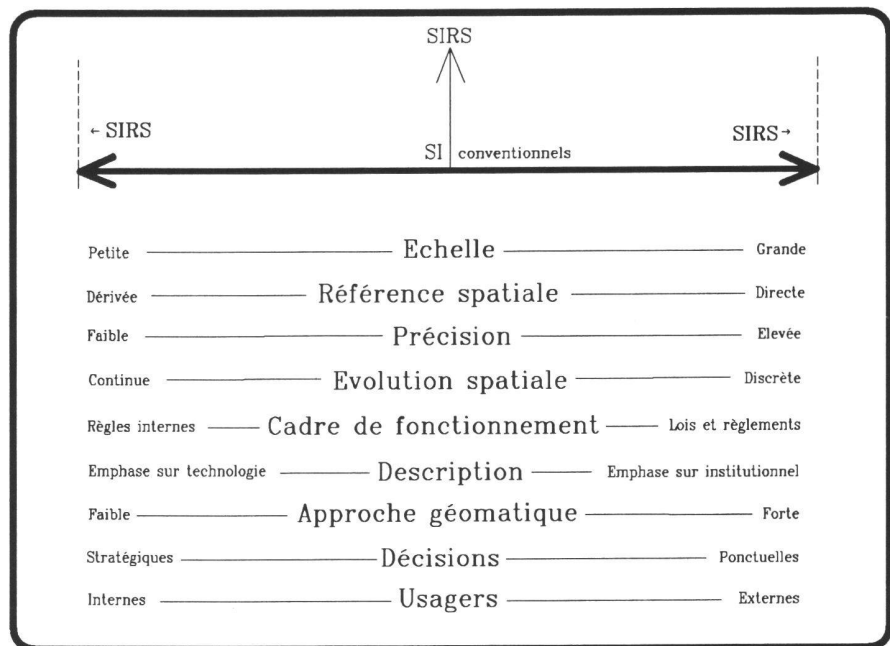 SIRS
← SIRS SIRS →
SI conventionnels
Petite Echelle Grande
Dérivée Référence spatiale Directe
Faible Précision Elevée
Continue Evolution spatiale Discrète
Règles internes Cadre de fonctionnement Lois et règlements
Emphase sur technologie Description Emphase sur institutionnel
Faible Approche géomatique Forte
Stratégiques Décisions Ponctuelles
Internes Usagers Externes